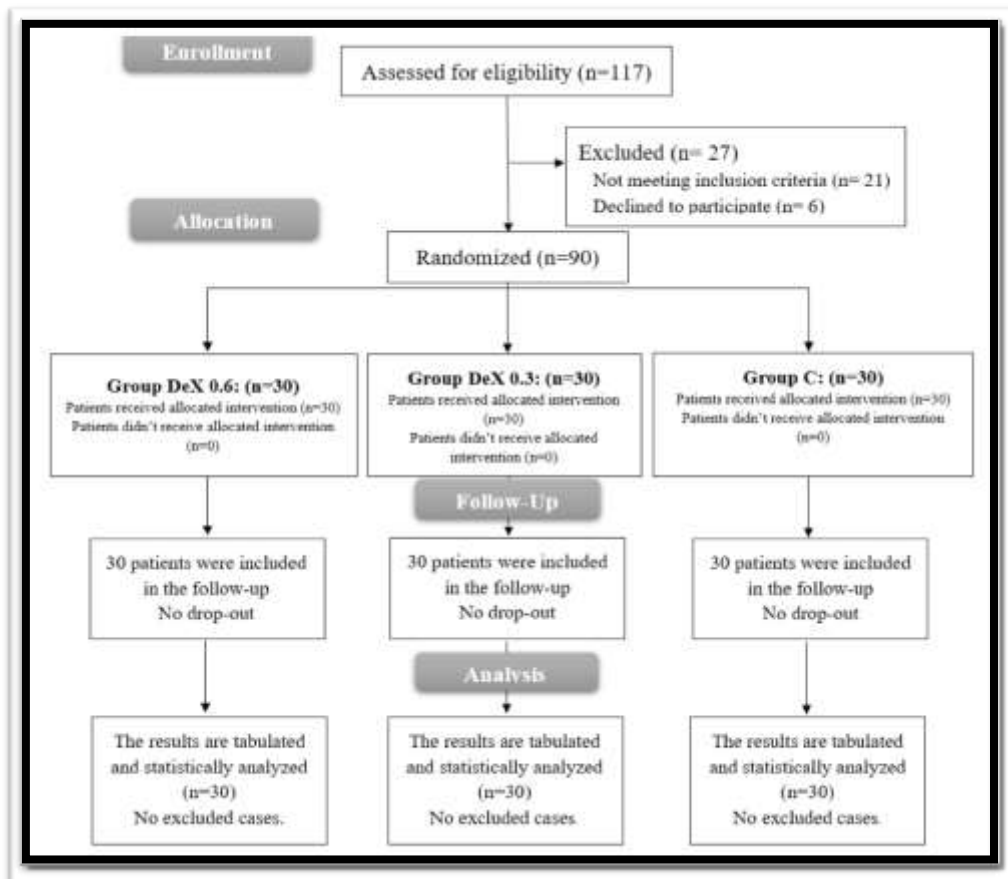 Enrollment
Assessed for eligibility (n=117)
Excluded (n= 27)
Not meeting inclusion criteria (n= 21)
Declined to participate (n= 6)
Allocation
Randomized (n=90)
Group DeX 0.6: (n=30)
Patients received allocated intervention (n=30)
Patients didn't receive allocated intervention
(n=0)
Group DeX 0.3: (n=30)
Patients received allocated intervention
(n=30)
Patients didn't receive allocated
intervention (n=0)
Group C: (n=30)
Patients received allocated intervention (n=30)
Patients didn't receive allocated intervention
(n=0)
Follow-Up
30 patients were included
in the follow-up
No drop-out
30 patients were included
in the follow-up
No drop-out
30 patients were included
in the follow-up
No drop-out
Analysis
The results are tabulated
and statistically analyzed
(n=30)
No excluded cases.
The results are tabulated
and statistically analyzed
(n=30)
No excluded cases
The results are tabulated
and statistically analyzed
(n=30)
No excluded cases